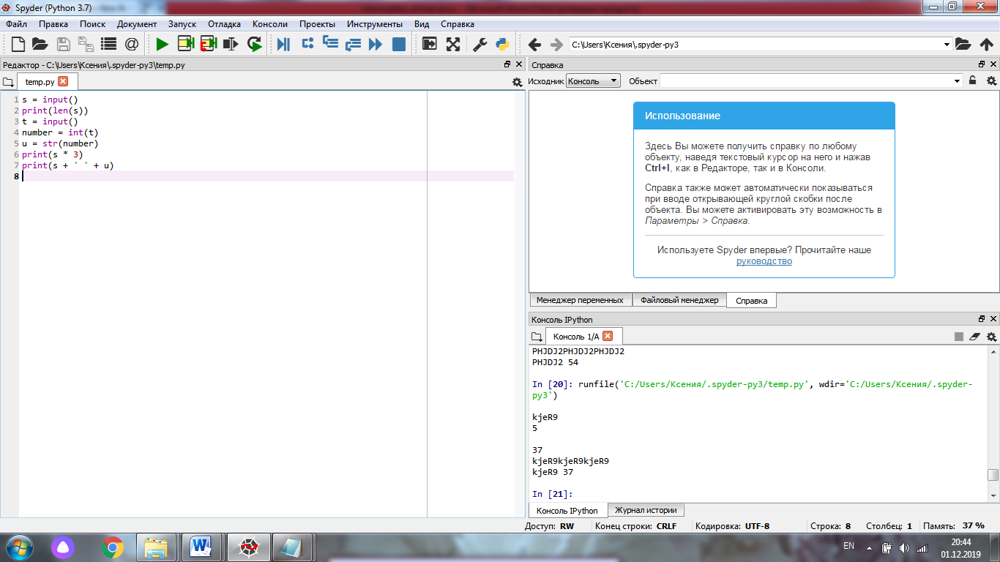 Spyder (Python 3.7)
Файл Правка Поиск Документ Запуск Отладка Консоли Проекты Инструменты Вид Справка
C:\Users\Ксения\.spyder-py3
Редактор - C:\Users\Ксения\.spyder-py3\temp.py
temp.py
1 s = input()
2 print(len(s))
3 t = input()
4 number = int(t)
5 u = str(number)
6 print(s * 3)
7 print(s + ' ' + u)
8
Справка
Исходник Консоль Объект
Использование
Здесь Вы можете получить справку по любому
объекту, наведя текстовый курсор на него и нажав
Ctrl+I, как в Редакторе, так и в Консоли.
Справка также может автоматически показываться
при вводе открывающей круглой скобки после
объекта. Вы можете активировать эту возможность в
Параметры > Справка.
Используете Spyder впервые? Прочитайте наше
руководство
Менеджер переменных Файловый менеджер Справка
Консоль IPython
Консоль 1/A
PHJDJ2PHJDJ2PHJDJ2
PHJDJ2 54
In [20]: runfile('C:/Users/Ксения/.spyder-py3/temp.py', wdir='C:/Users/Ксения/.spyder-
py3')
kjeR9
5
37
kjeR9kjeR9kjeR9
kjeR9 37
In [21]:
Консоль IPython Журнал истории
Доступ: RW Конец строки: CRLF Кодировка: UTF-8 Строка: 8 Столбец: 1 Память: 37 %
EN
20:44
01.12.2019